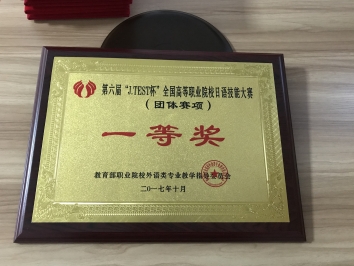 第六届“J.TEST杯”全国高等职业院校日语技能大赛
（团体赛项）
一等奖
教育部职业院校外语类专业教学指导委员会
二〇一七年十月